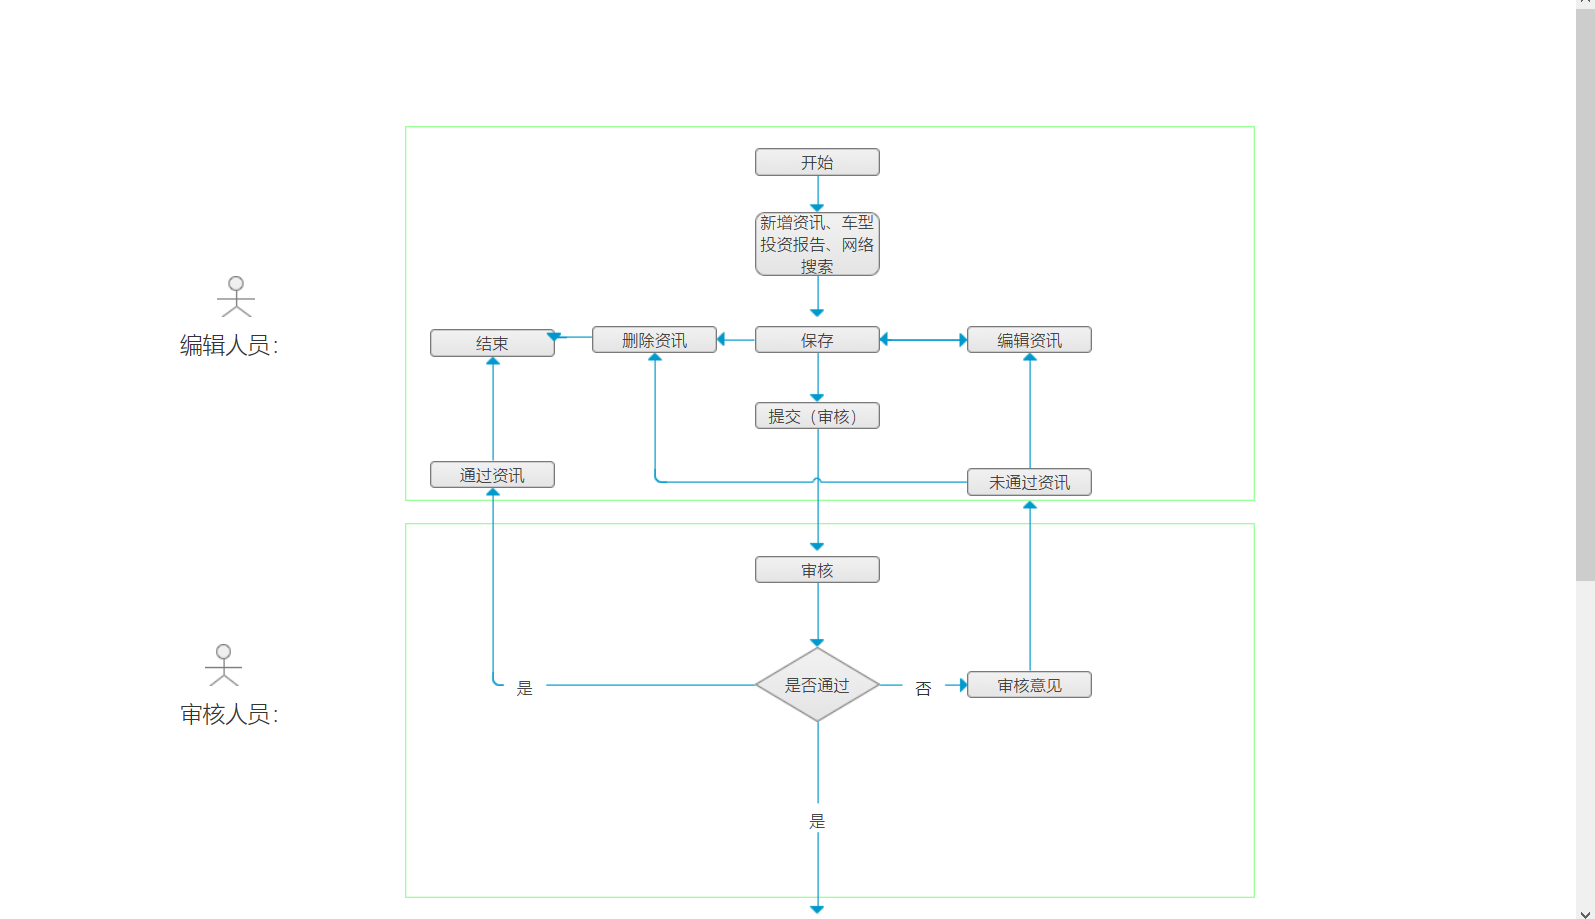 开始
新增资讯、车型
投资报告、网络
搜索
编辑人员：
结束
删除资讯
保存
编辑资讯
提交（审核）
通过资讯
未通过资讯
审核
是
是否通过
否
审核意见
审核人员：
是